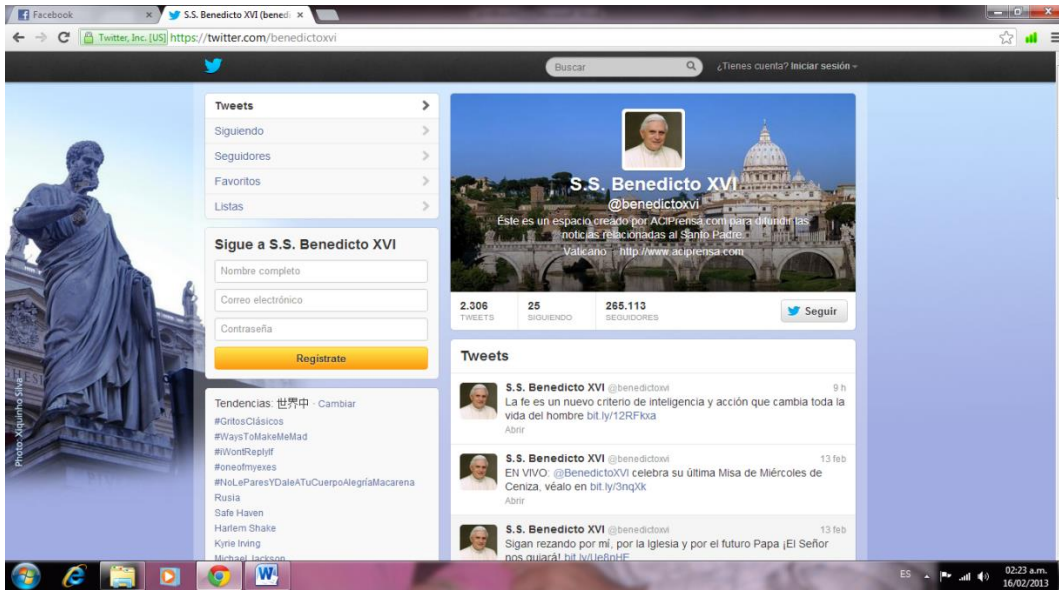 Facebook
S.S. Benedicto XVI (bened
Twitter, Inc. [US] https://twitter.com/benedictoxvi
Buscar
¿Tienes cuenta? Iniciar sesión
Tweets
Siguiendo
Seguidores
Favoritos
Listas
Sigue a S.S. Benedicto XVI
Nombre completo
Correo electrónico
Contraseña
Regístrate
Tendencias: 世界中 · Cambiar
#GritosClásicos
#WaysToMakeMeMad
#IWontReplyIf
#oneofmyexes
#NoLeParesYDaleATuCuerpoAlegríaMacarena
Rusia
Safe Haven
Harlem Shake
Kyrie Irving
Michael Jackson
Photo: Xiquinho Silva
S.S. Benedicto XVI
@benedictoxvi
Éste es un espacio creado por ACIPrensa.com para difundir las
noticias relacionadas al Santo Padre.
Vaticano · http://www.aciprensa.com
2.306 TWEETS
25 SIGUIENDO
265.113 SEGUIDORES
Seguir
Tweets
S.S. Benedicto XVI @benedictoxvi 9 h
La fe es un nuevo criterio de inteligencia y acción que cambia toda la
vida del hombre bit.ly/12RFkxa
Abrir
S.S. Benedicto XVI @benedictoxvi 13 feb
EN VIVO: @BenedictoXVI celebra su última Misa de Miércoles de
Ceniza, véalo en bit.ly/3nqXk
Abrir
S.S. Benedicto XVI @benedictoxvi 13 feb
Sigan rezando por mí, por la Iglesia y por el futuro Papa ¡El Señor
nos guiará! bit.ly/Ue8pHF
ES
02:23 a.m.
16/02/2013